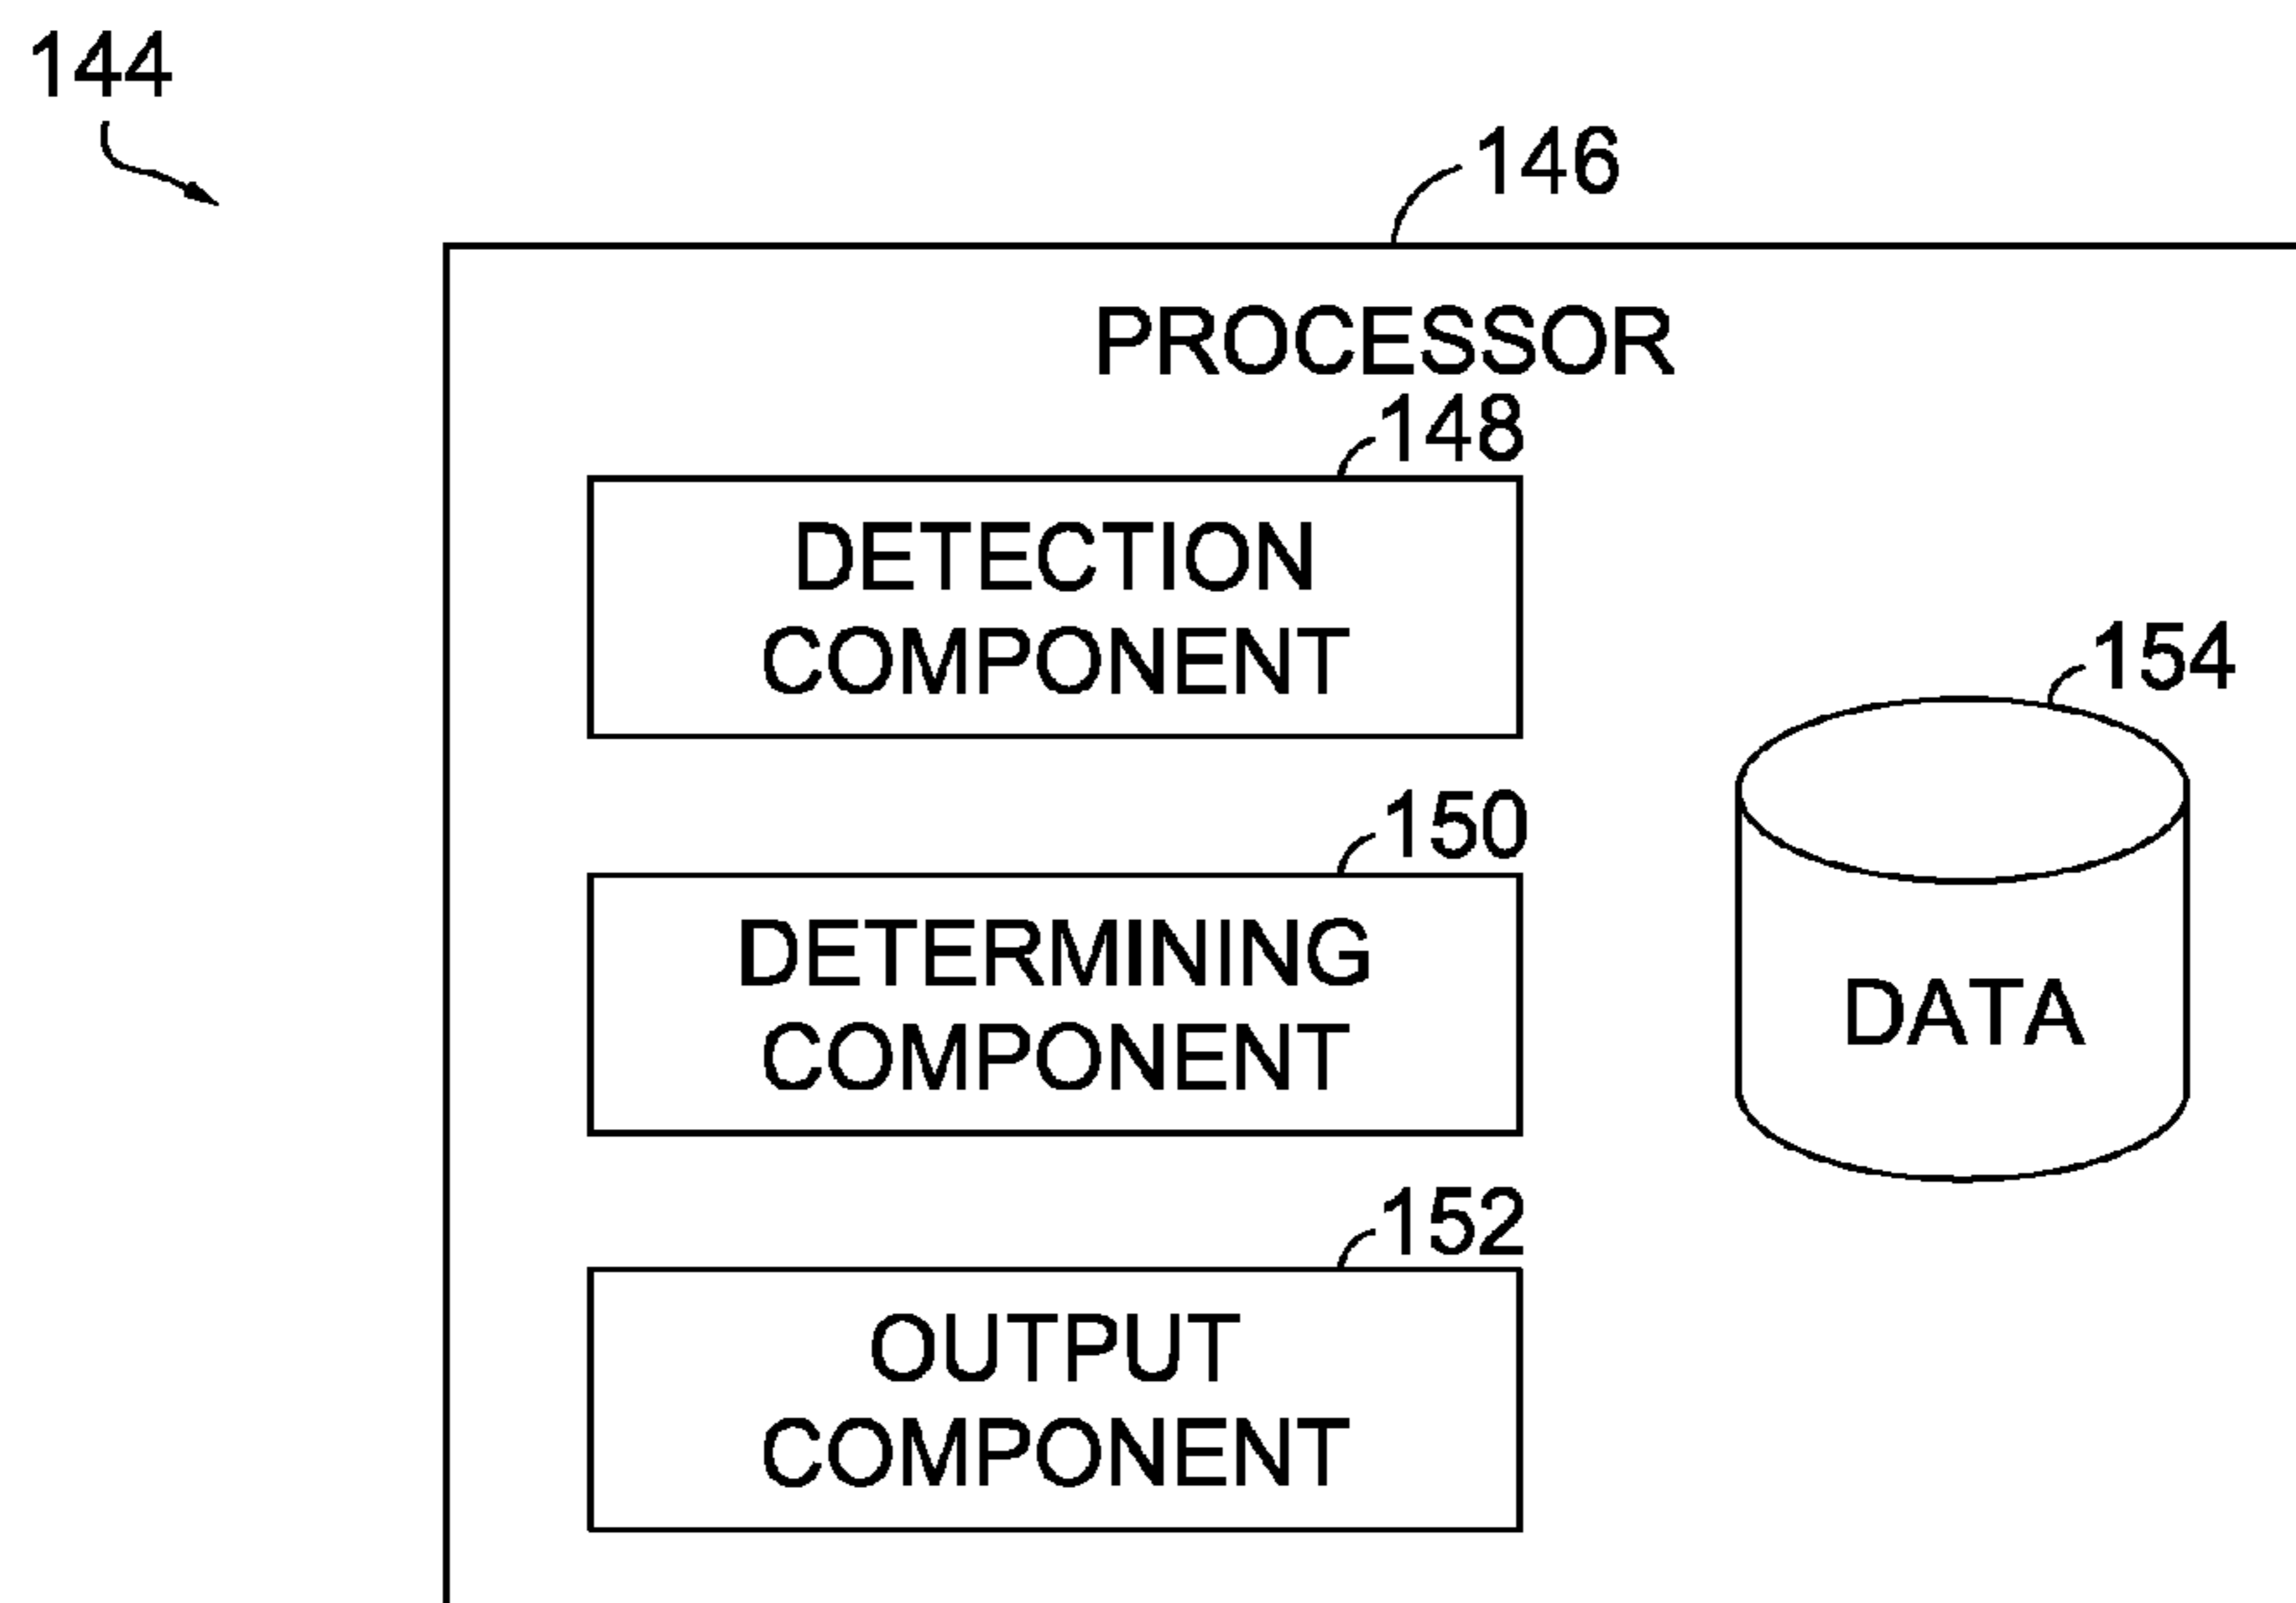 144
146
PROCESSOR
148
DETECTION
COMPONENT
154
150
DETERMINING
COMPONENT
DATA
152
OUTPUT
COMPONENT